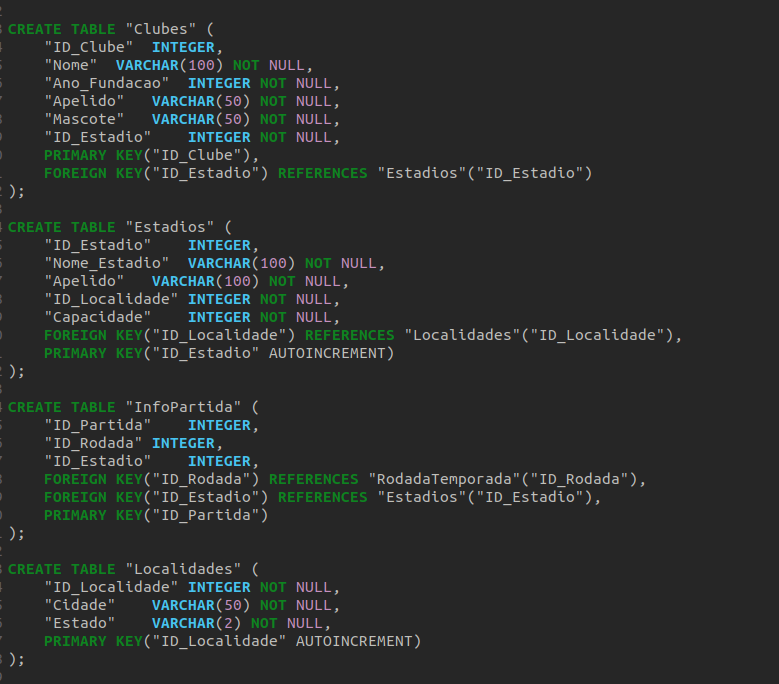 CREATE TABLE "Clubes" (
    "ID_Clube"  INTEGER,
    "Nome"  VARCHAR(100) NOT NULL,
    "Ano_Fundacao"  INTEGER NOT NULL,
    "Apelido"   VARCHAR(50) NOT NULL,
    "Mascote"   VARCHAR(50) NOT NULL,
    "ID_Estadio"    INTEGER NOT NULL,
    PRIMARY KEY("ID_Clube"),
    FOREIGN KEY("ID_Estadio") REFERENCES "Estadios"("ID_Estadio")
);
CREATE TABLE "Estadios" (
    "ID_Estadio"    INTEGER,
    "Nome_Estadio"  VARCHAR(100) NOT NULL,
    "Apelido"   VARCHAR(100) NOT NULL,
    "ID_Localidade" INTEGER NOT NULL,
    "Capacidade"    INTEGER NOT NULL,
    FOREIGN KEY("ID_Localidade") REFERENCES "Localidades"("ID_Localidade"),
    PRIMARY KEY("ID_Estadio" AUTOINCREMENT)
);
CREATE TABLE "InfoPartida" (
    "ID_Partida"    INTEGER,
    "ID_Rodada" INTEGER,
    "ID_Estadio"    INTEGER,
    FOREIGN KEY("ID_Rodada") REFERENCES "RodadaTemporada"("ID_Rodada"),
    FOREIGN KEY("ID_Estadio") REFERENCES "Estadios"("ID_Estadio"),
    PRIMARY KEY("ID_Partida")
);
CREATE TABLE "Localidades" (
    "ID_Localidade" INTEGER NOT NULL,
    "Cidade"    VARCHAR(50) NOT NULL,
    "Estado"    VARCHAR(2) NOT NULL,
    PRIMARY KEY("ID_Localidade" AUTOINCREMENT)
);